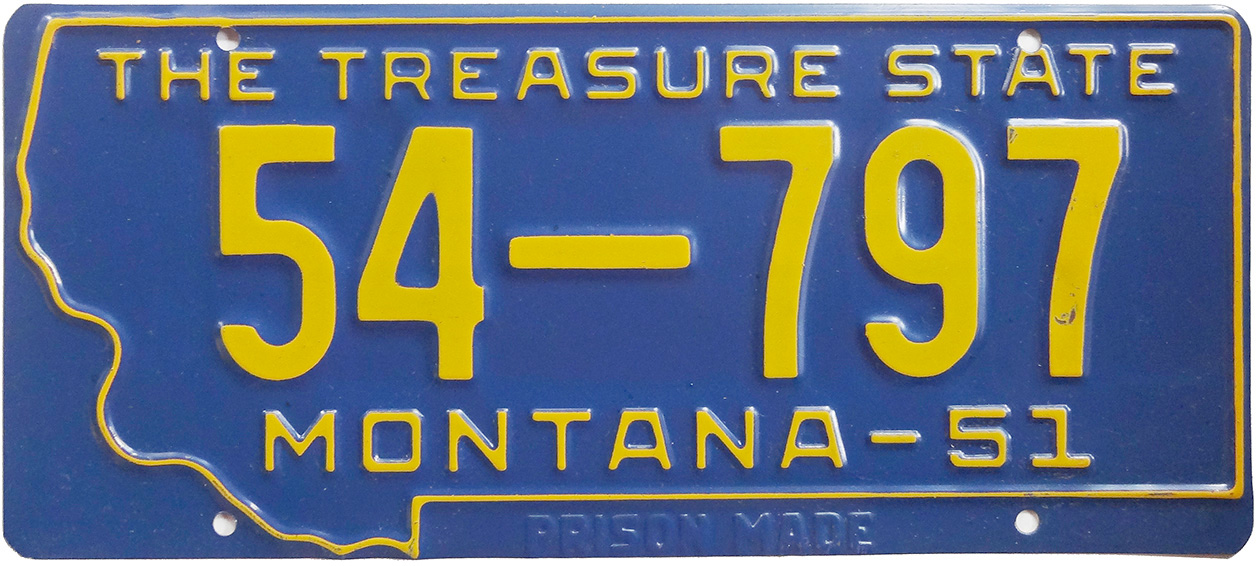 THE TREASURE STATE
54-797
MONTANA-51
PRISON MADE